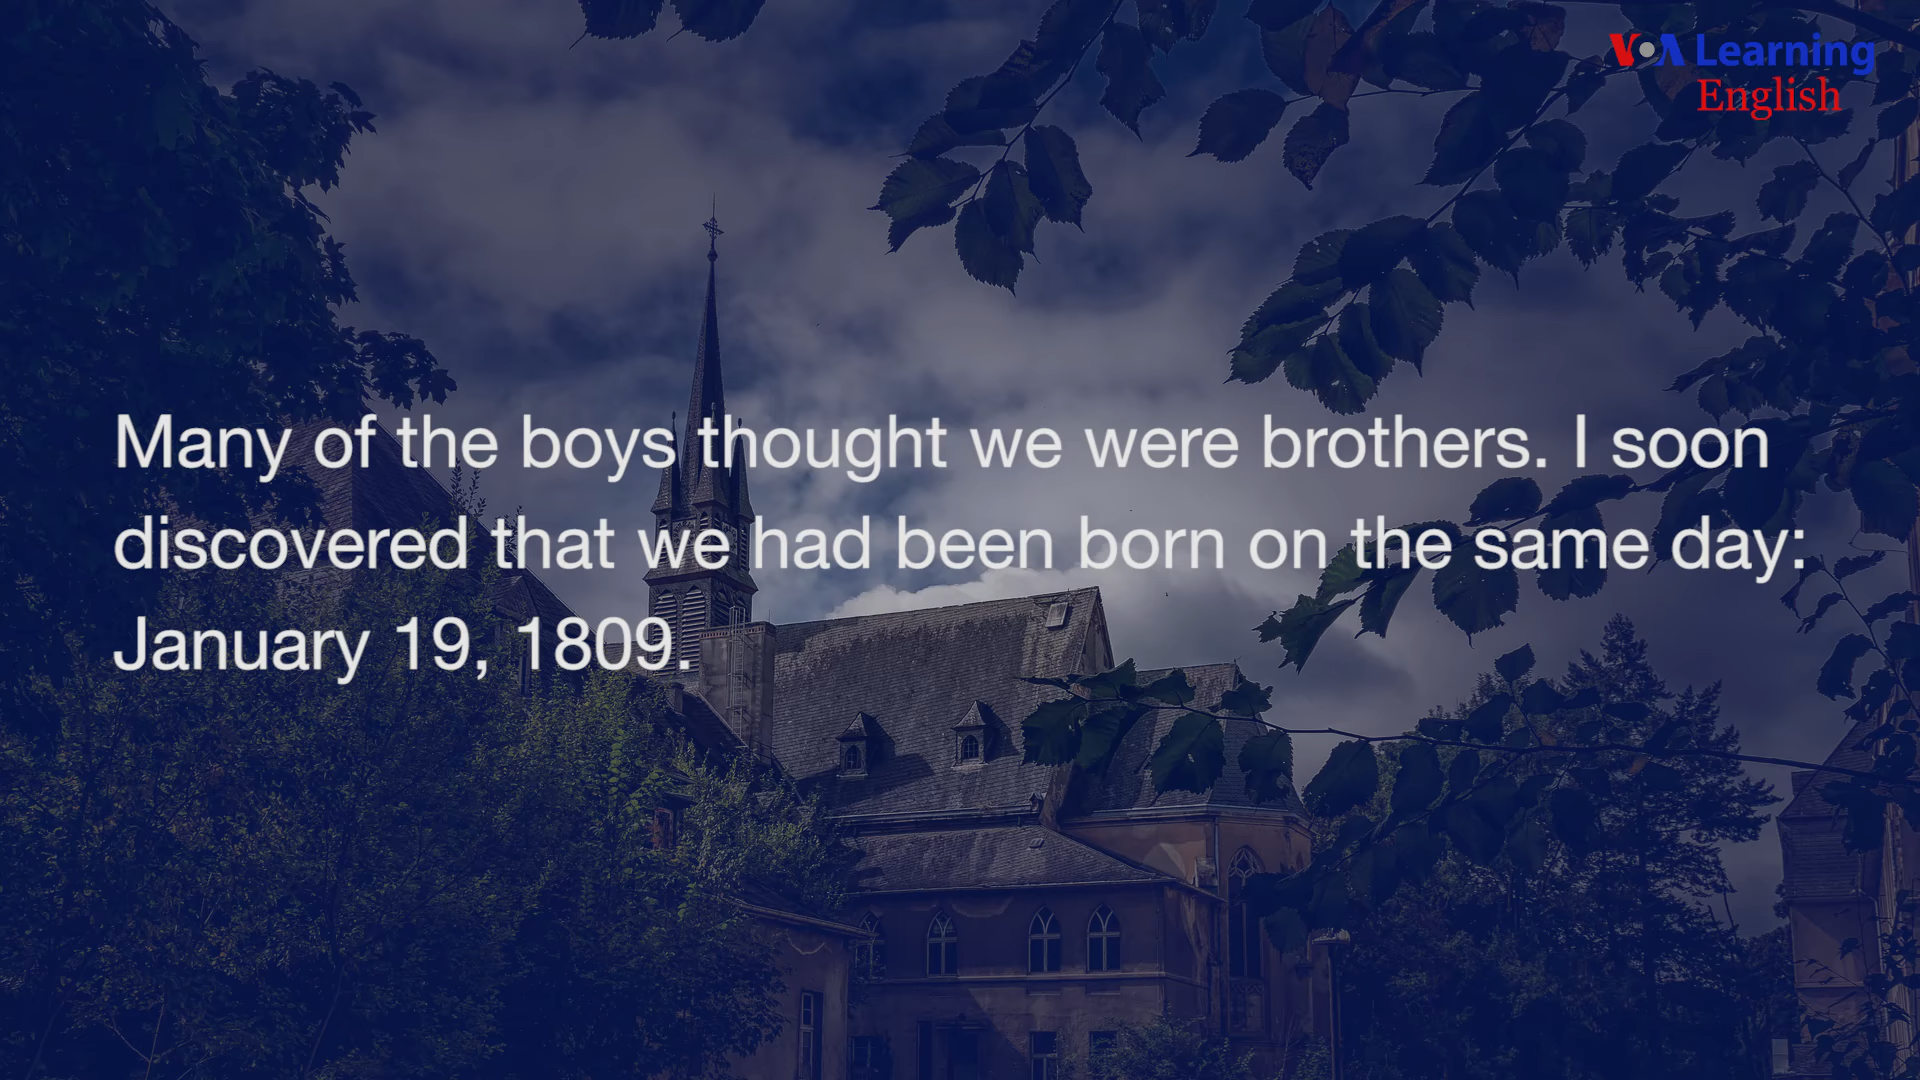 VOA Learning
English
Many of the boys thought we were brothers. I soon
discovered that we had been born on the same day:
January 19, 1809.